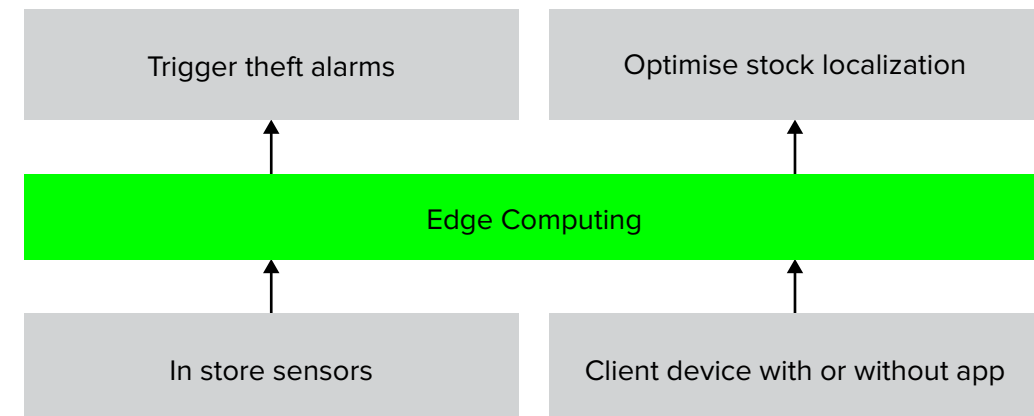 Trigger theft alarms
Optimise stock localization
Edge Computing
In store sensors
Client device with or without app